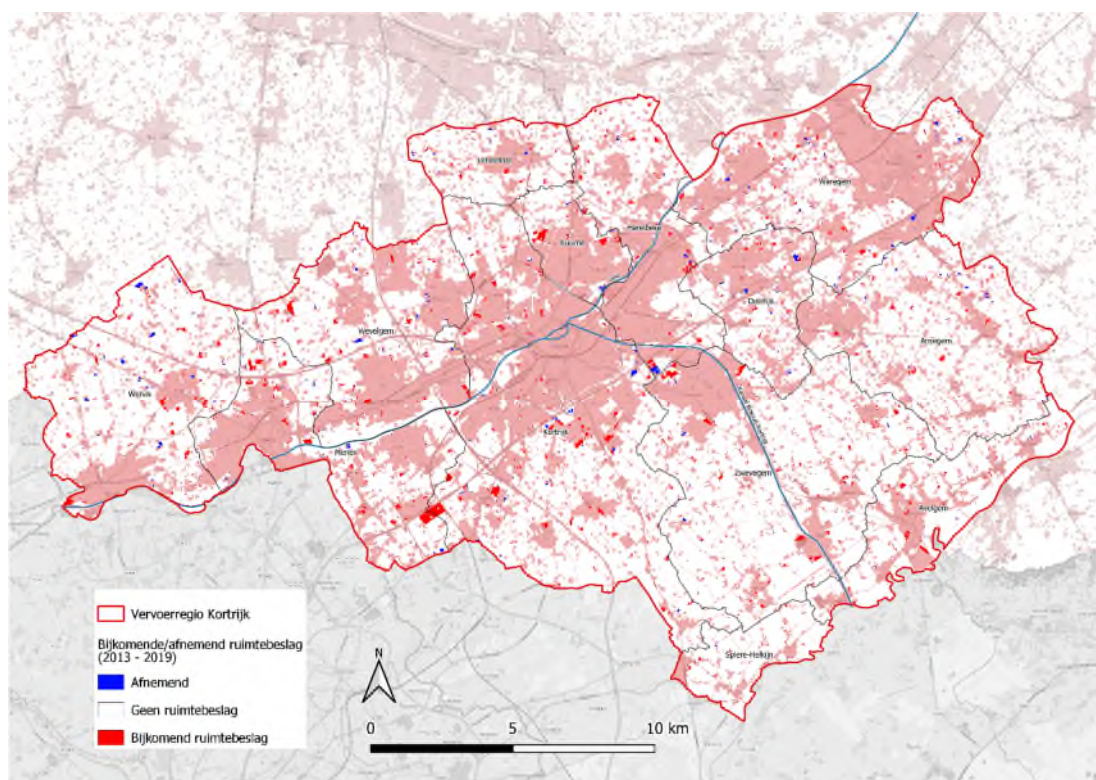 Waregem
Harelbeke
Kuurne
Deerlijk
Wevelgem
Anzegem
Wervik
Kortrijk
Menen
Zwevegem
Avelgem
Spiere-Helkijn
Vervoerregio Kortrijk
Bijkomende/afnemend ruimtebeslag
(2013 - 2019)
Afnemend
Geen ruimtebeslag
Bijkomend ruimtebeslag
N
0
5
10 km